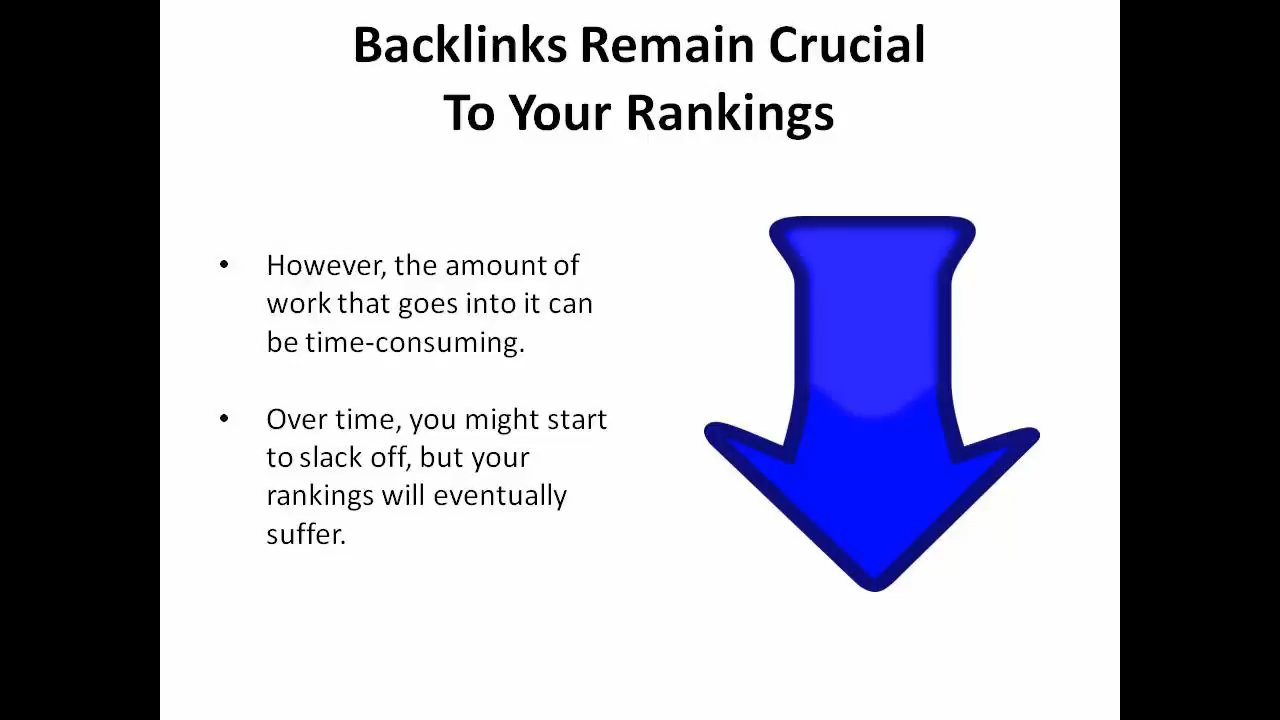 Backlinks Remain Crucial
To Your Rankings
• However, the amount of
work that goes into it can
be time-consuming.
• Over time, you might start
to slack off, but your
rankings will eventually
suffer.